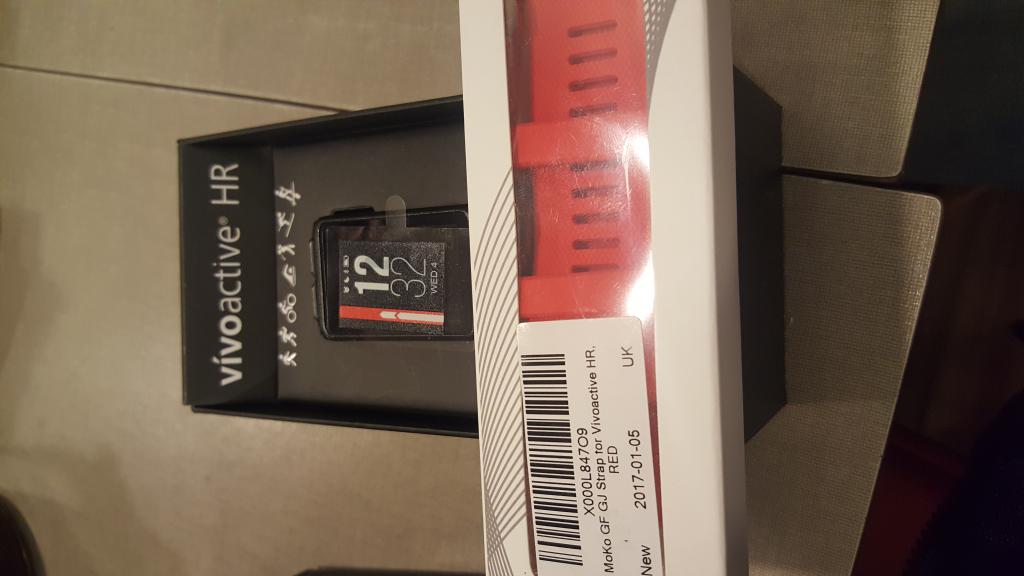 vívoactive® HR
12
32
WED 4
X000L847O9
MoKo GF GJ Strap for Vivoactive HR,
RED
New 2017-01-05 UK